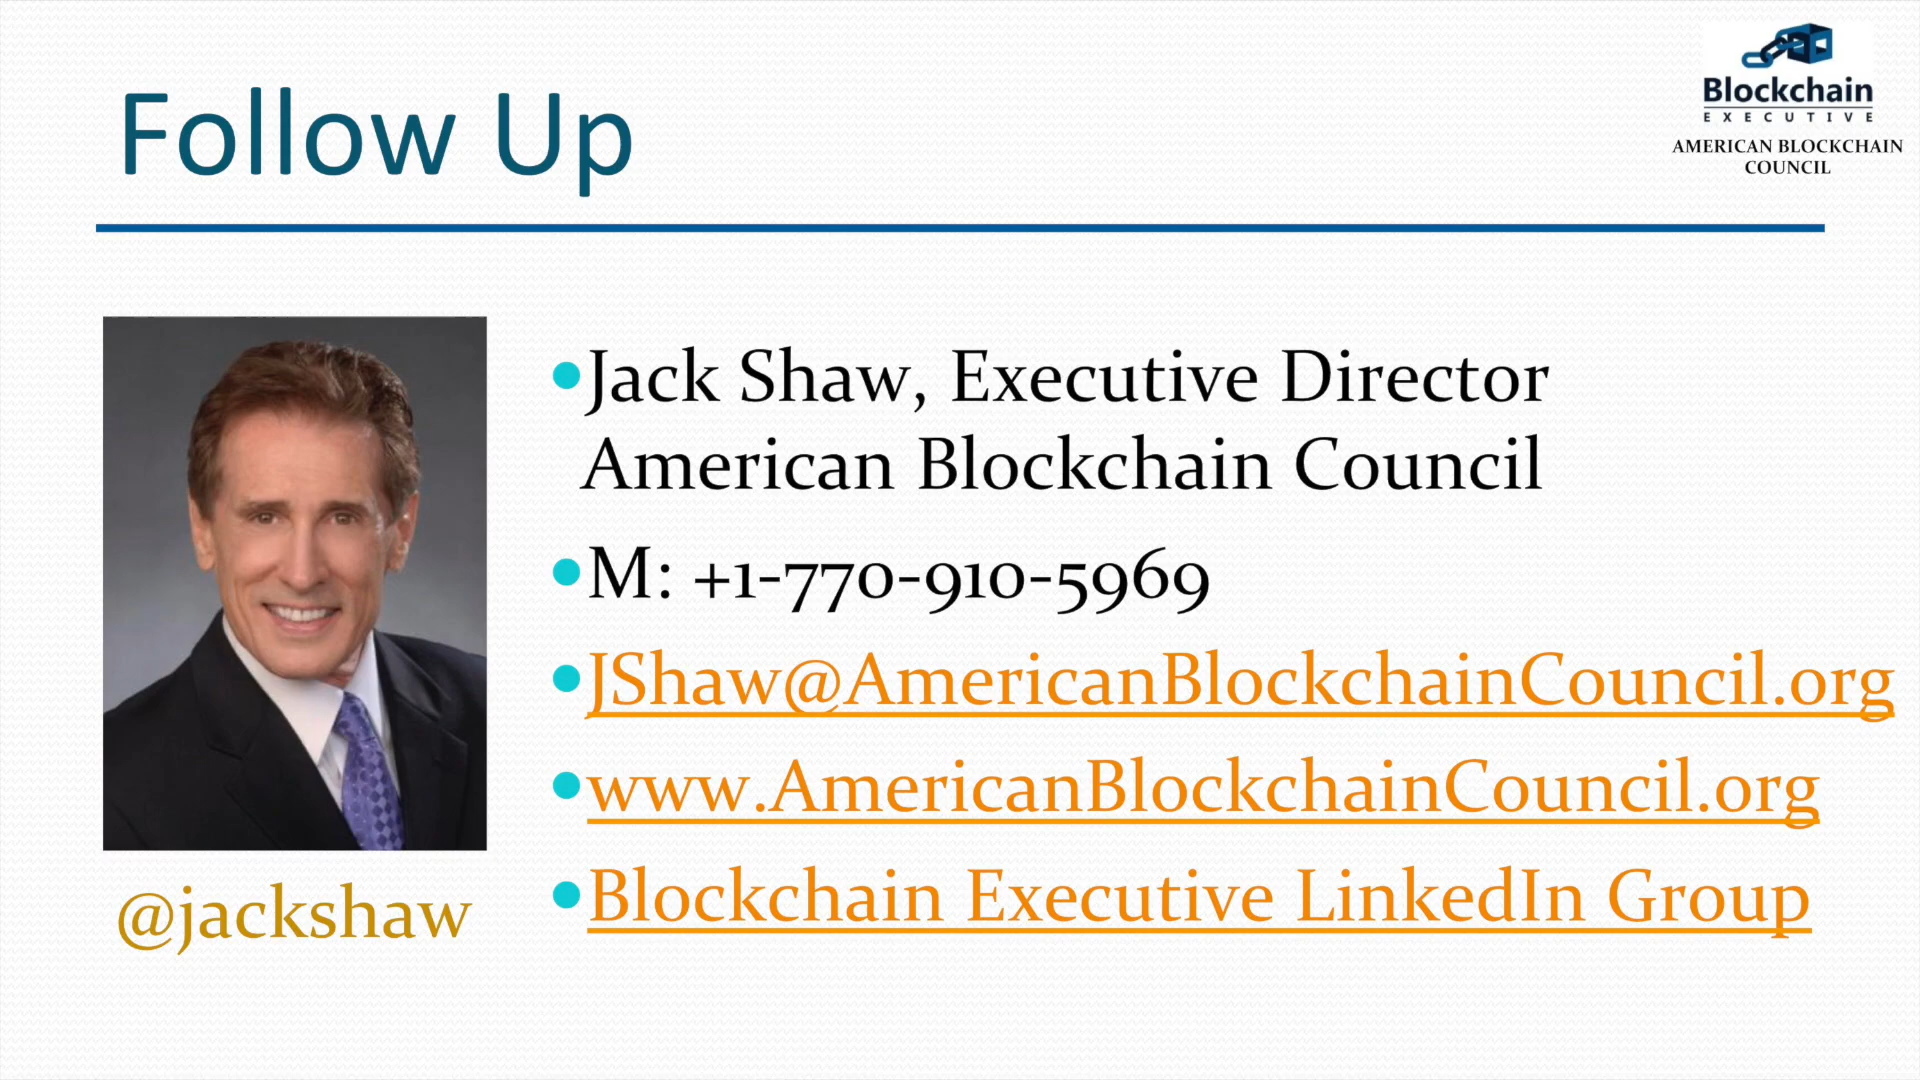 Follow Up
Blockchain
EXECUTIVE
AMERICAN BLOCKCHAIN
COUNCIL
•Jack Shaw, Executive Director
American Blockchain Council
•M: +1-770-910-5969
•JShaw@AmericanBlockchainCouncil.org
•www.AmericanBlockchainCouncil.org
•Blockchain Executive LinkedIn Group
@jackshaw